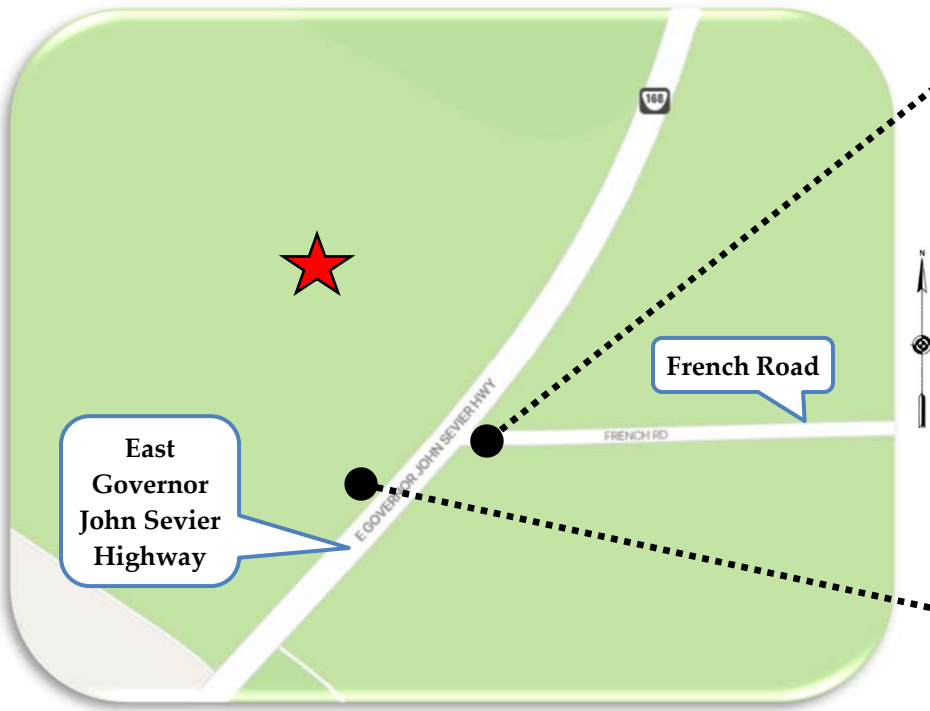 168
N
French Road
FRENCH RD
E GOVERNOR JOHN SEVIER HWY
East
Governor
John Sevier
Highway